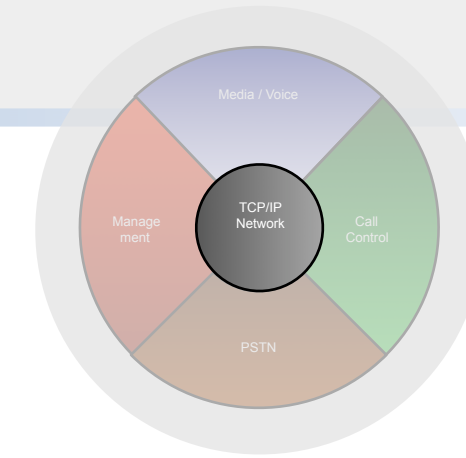 Media / Voice
TCP/IP
Network
Manage
ment
Call
Control
PSTN